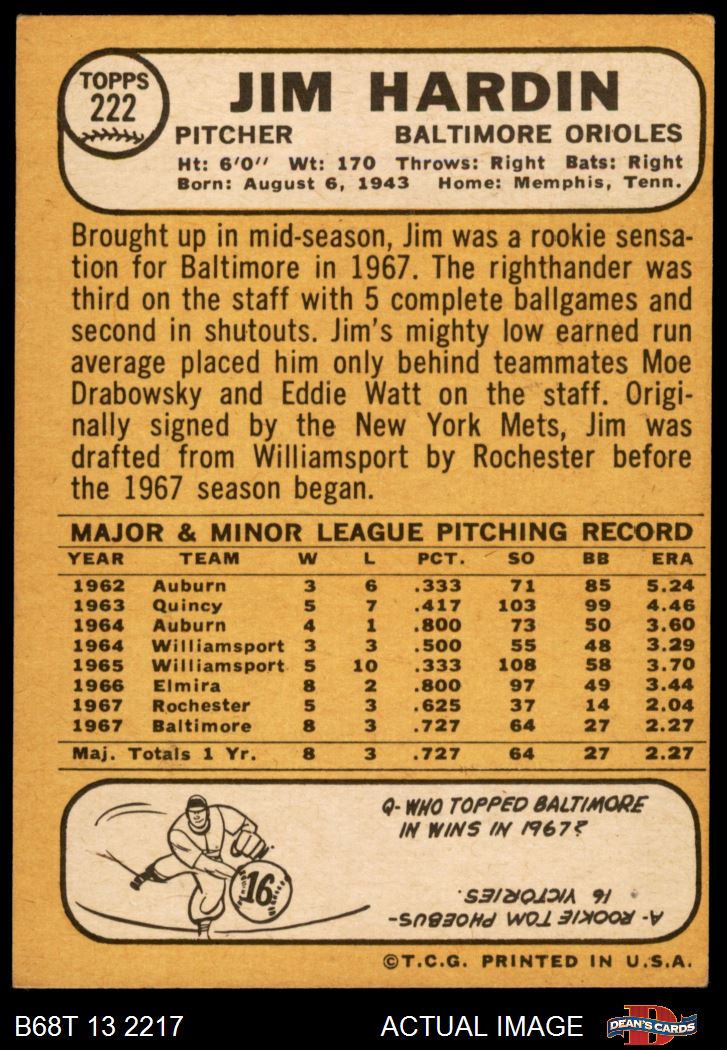 TOPPS
222
JIM HARDIN
PITCHER BALTIMORE ORIOLES
Ht: 6'0" Wt: 170 Throws: Right Bats: Right
Born: August 6, 1943 Home: Memphis, Tenn.
Brought up in mid-season, Jim was a rookie sensa-
tion for Baltimore in 1967. The righthander was
third on the staff with 5 complete ballgames and
second in shutouts. Jim's mighty low earned run
average placed him only behind teammates Moe
Drabowsky and Eddie Watt on the staff. Origi-
nally signed by the New York Mets, Jim was
drafted from Williamsport by Rochester before
the 1967 season began.
MAJOR & MINOR LEAGUE PITCHING RECORD
YEAR TEAM W L PCT. SO BB ERA
1962 Auburn 3 6 .333 71 85 5.24
1963 Quincy 5 7 .417 103 99 4.46
1964 Auburn 4 1 .800 73 50 3.60
1964 Williamsport 3 3 .500 55 48 3.29
1965 Williamsport 5 10 .333 108 58 3.70
1966 Elmira 8 2 .800 97 49 3.44
1967 Rochester 5 3 .625 37 14 2.04
1967 Baltimore 8 3 .727 64 27 2.27
Maj. Totals 1 Yr. 8 3 .727 64 27 2.27
Q- WHO TOPPED BALTIMORE
IN WINS IN 1967?
16
A- ROOKIE TOM PHOEBUS-
16 VICTORIES.
©T.C.G. PRINTED IN U.S.A.
B68T 13 2217 ACTUAL IMAGE
D
DEAN'S CARDS